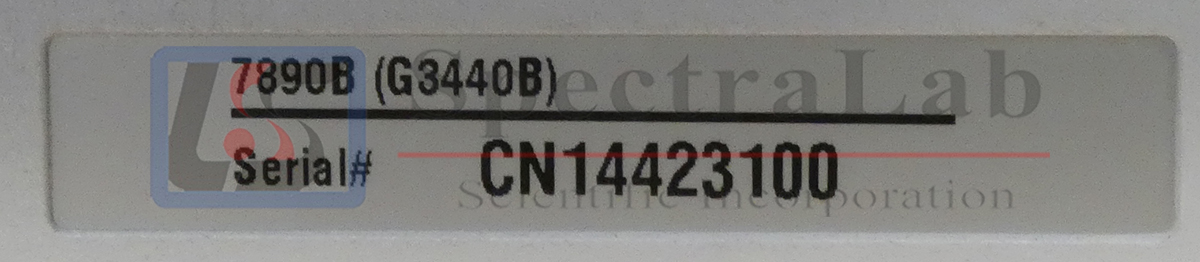 7890B (G3440B)
SpectraLab
Serial# CN14423100
Scientific Incorporation